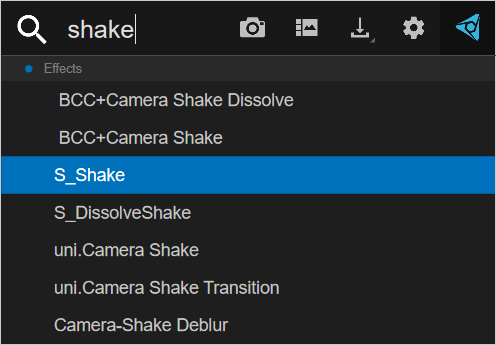 shake
Effects
BCC+Camera Shake Dissolve
BCC+Camera Shake
S_Shake
S_DissolveShake
uni.Camera Shake
uni.Camera Shake Transition
Camera-Shake Deblur